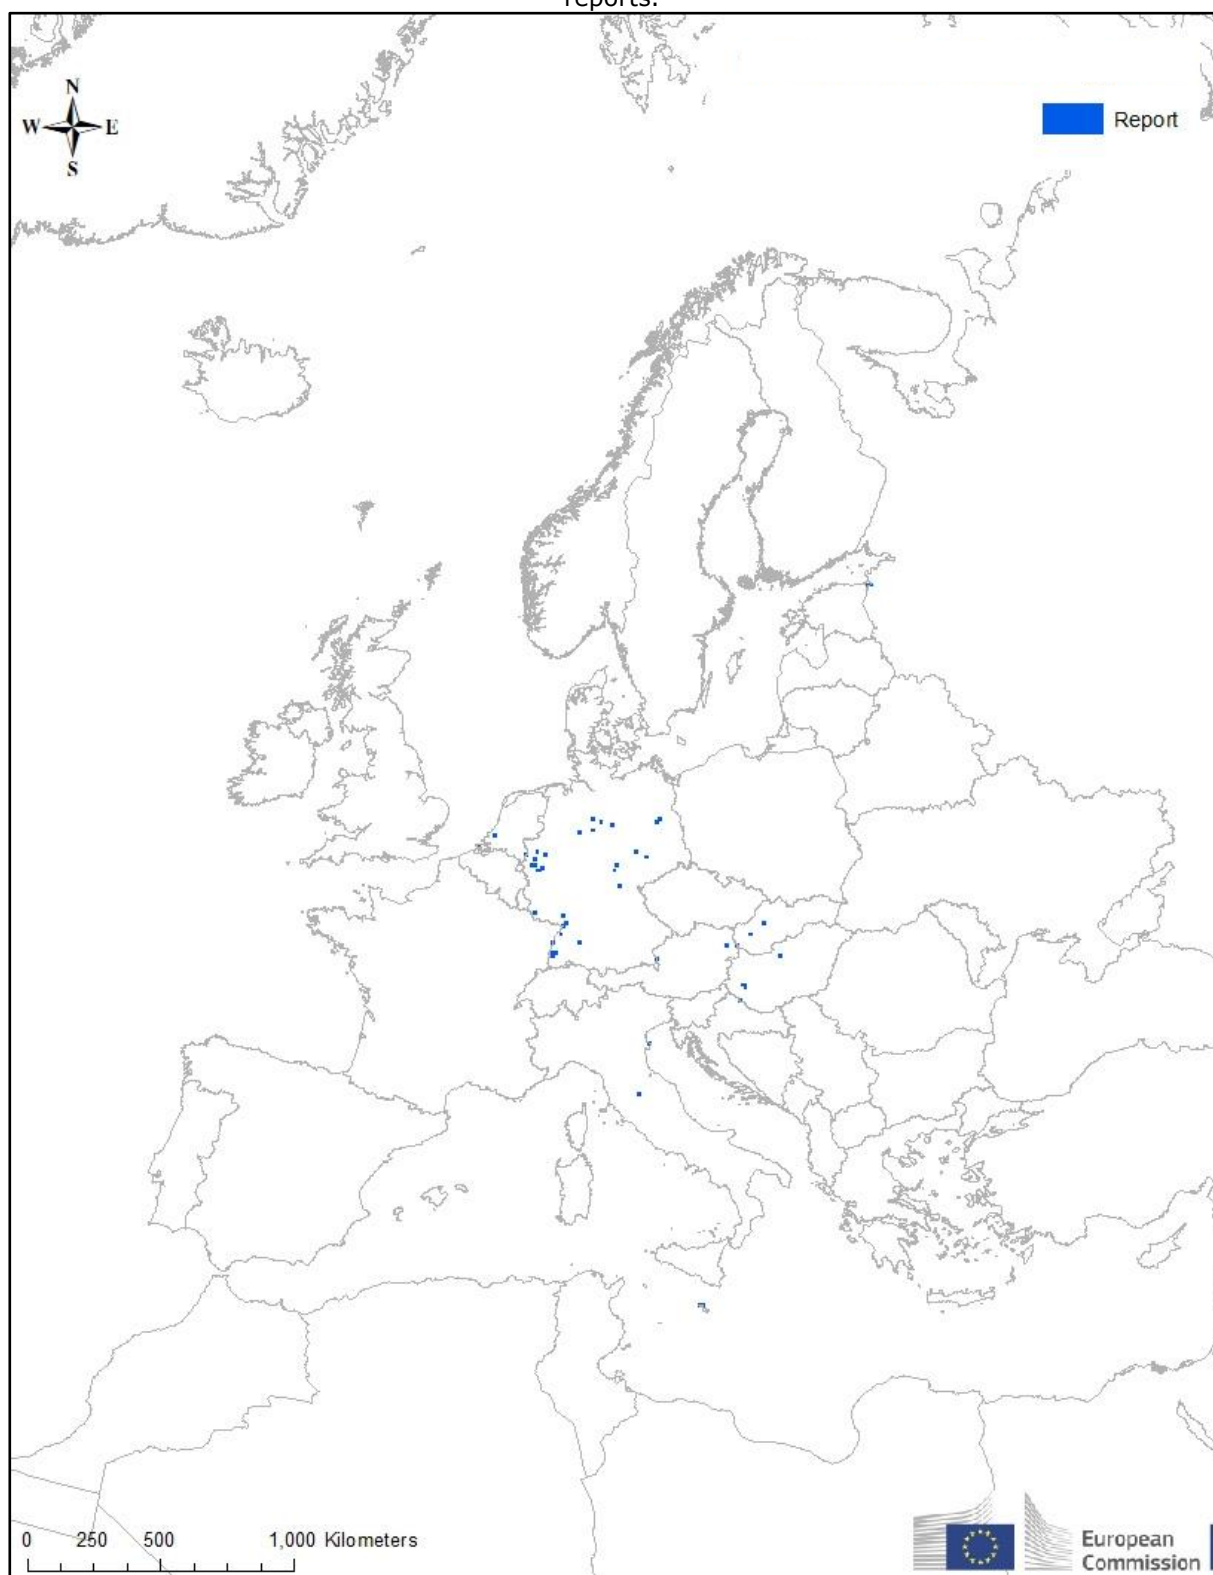 reports.
N
W E
S
Report
0 250 500 1,000 Kilometers
European
Commission